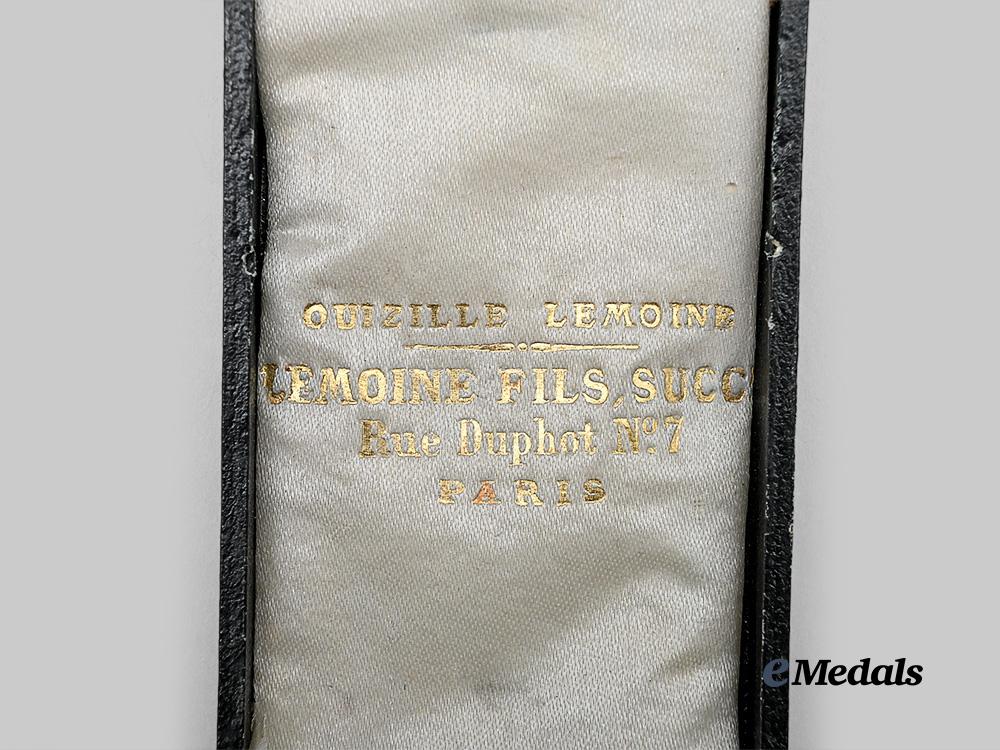 OUIZILLE LEMOINE
LEMOINE FILS, SUCC
Rue Duphot Nº. 7
PARIS
eMedals